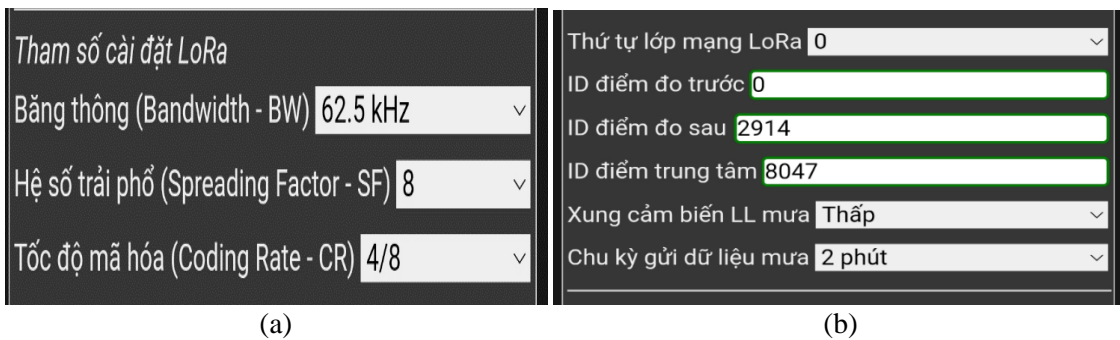 Tham số cài đặt LoRa
Băng thông (Bandwidth - BW) 62.5 kHz
Hệ số trải phổ (Spreading Factor - SF) 8
Tốc độ mã hóa (Coding Rate - CR) 4/8
(a)
Thứ tự lớp mạng LoRa 0
ID điểm đo trước 0
ID điểm đo sau 2914
ID điểm trung tâm 8047
Xung cảm biến LL mưa Thấp
Chu kỳ gửi dữ liệu mưa 2 phút
(b)